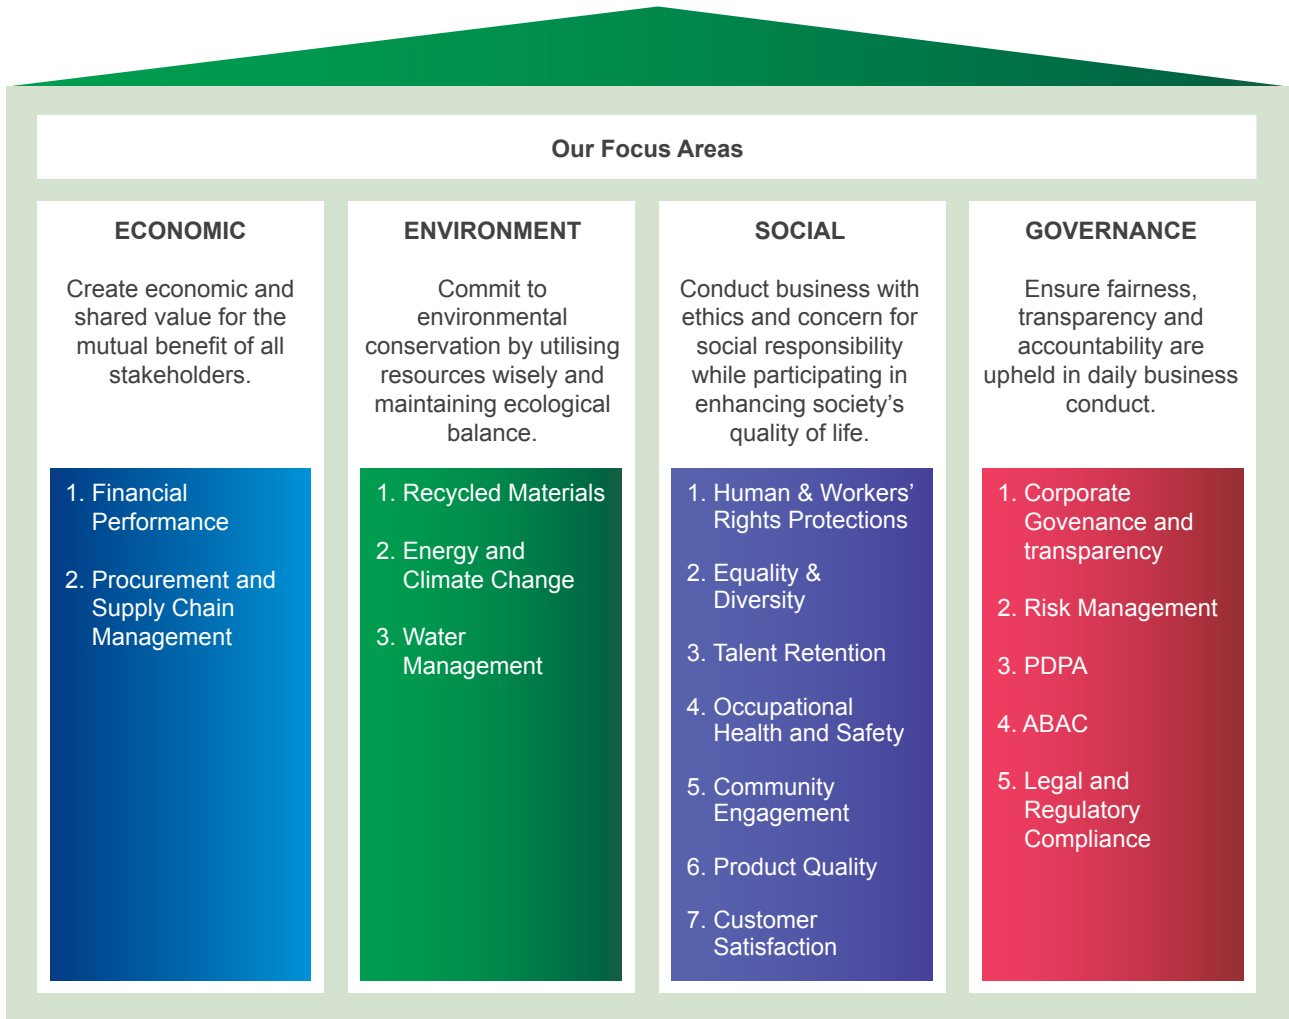 Our Focus Areas
ECONOMIC
Create economic and
shared value for the
mutual benefit of all
stakeholders.
1. Financial
Performance
2. Procurement and
Supply Chain
Management
ENVIRONMENT
Commit to
environmental
conservation by utilising
resources wisely and
maintaining ecological
balance.
1. Recycled Materials
2. Energy and
Climate Change
3. Water
Management
SOCIAL
Conduct business with
ethics and concern for
social responsibility
while participating in
enhancing society’s
quality of life.
1. Human & Workers’
Rights Protections
2. Equality &
Diversity
3. Talent Retention
4. Occupational
Health and Safety
5. Community
Engagement
6. Product Quality
7. Customer
Satisfaction
GOVERNANCE
Ensure fairness,
transparency and
accountability are
upheld in daily business
conduct.
1. Corporate
Govenance and
transparency
2. Risk Management
3. PDPA
4. ABAC
5. Legal and
Regulatory
Compliance